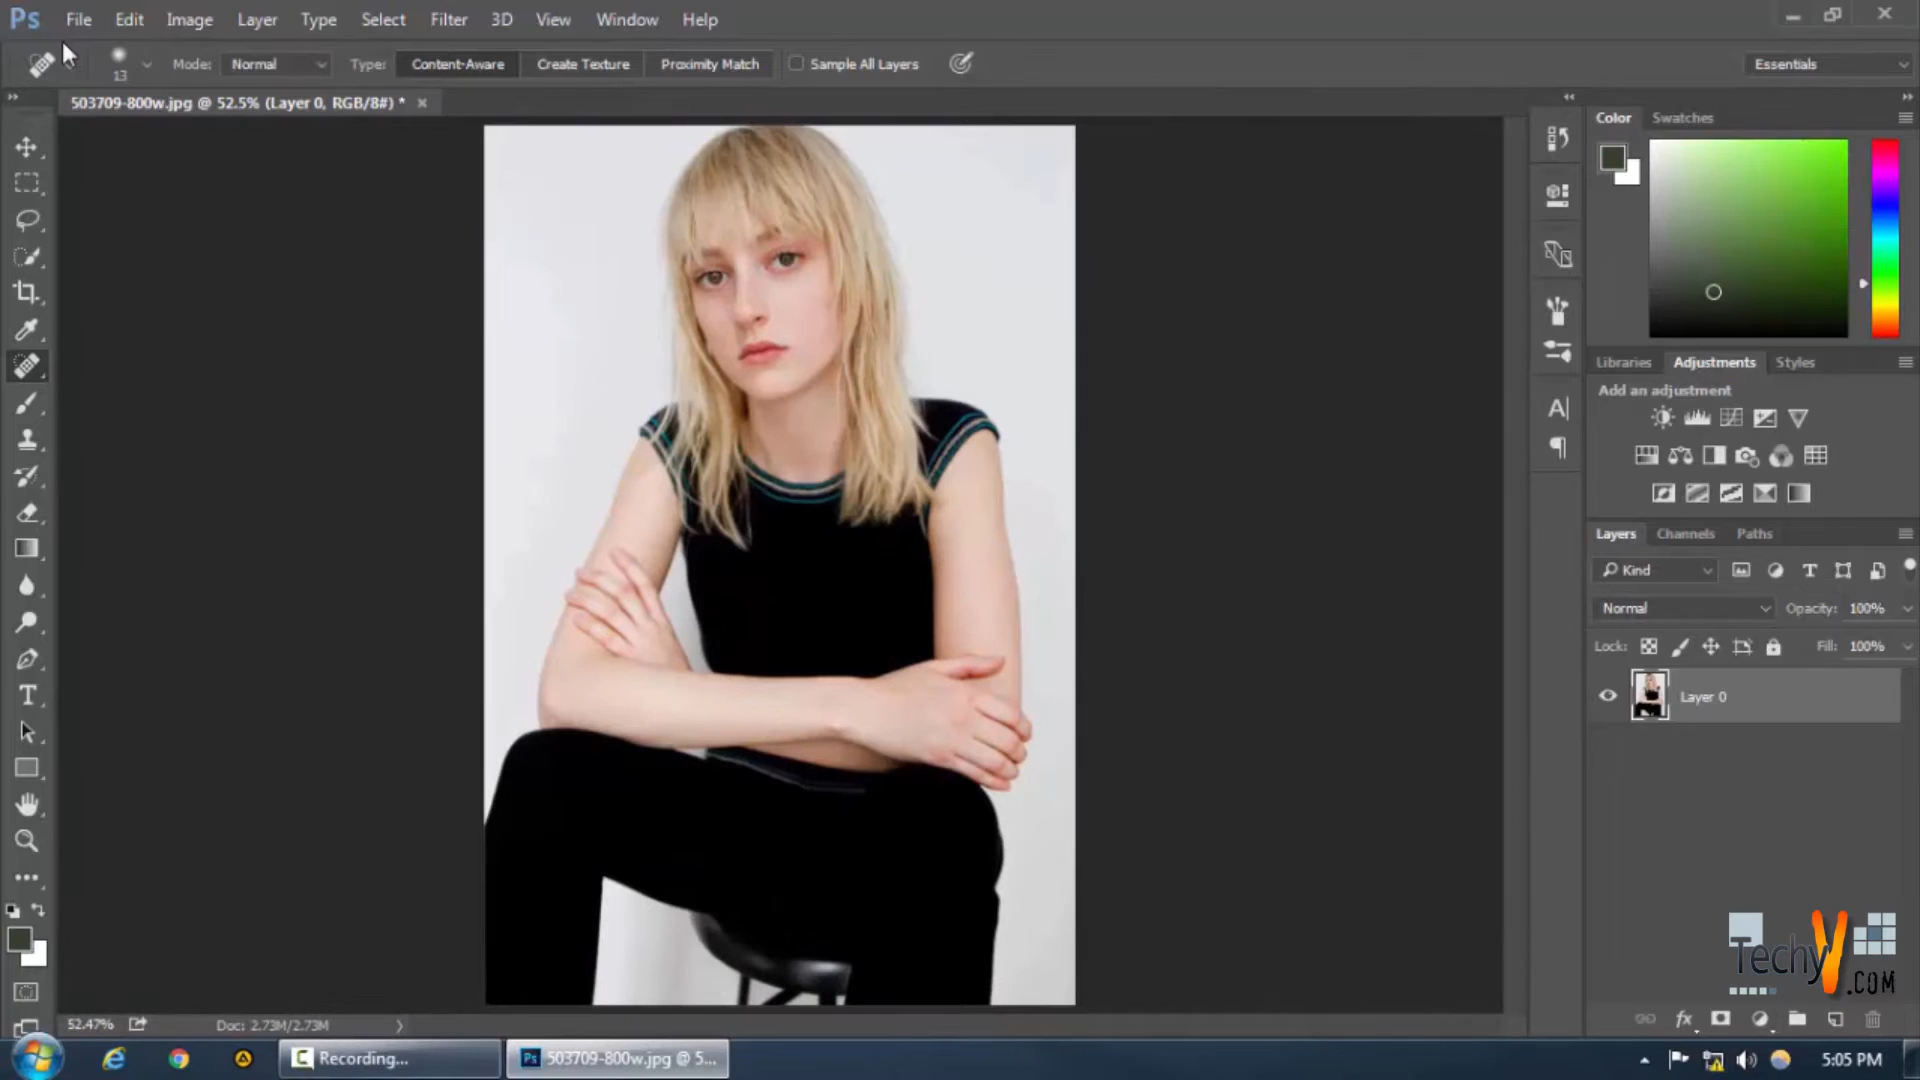 Ps File Edit Image Layer Type Select Filter 3D View Window Help
13 Mode: Normal Type: Content-Aware Create Texture Proximity Match Sample All Layers Essentials
503709-800w.jpg @ 52.5% (Layer 0, RGB/8#) *
Color Swatches
Libraries Adjustments Styles
Add an adjustment
Layers Channels Paths
Kind
Normal Opacity: 100%
Lock: Fill: 100%
Layer 0
TechyV
.COM
52.47% Doc: 2.73M/2.73M
Recording... Ps 503709-800w.jpg @ 5... 5:05 PM